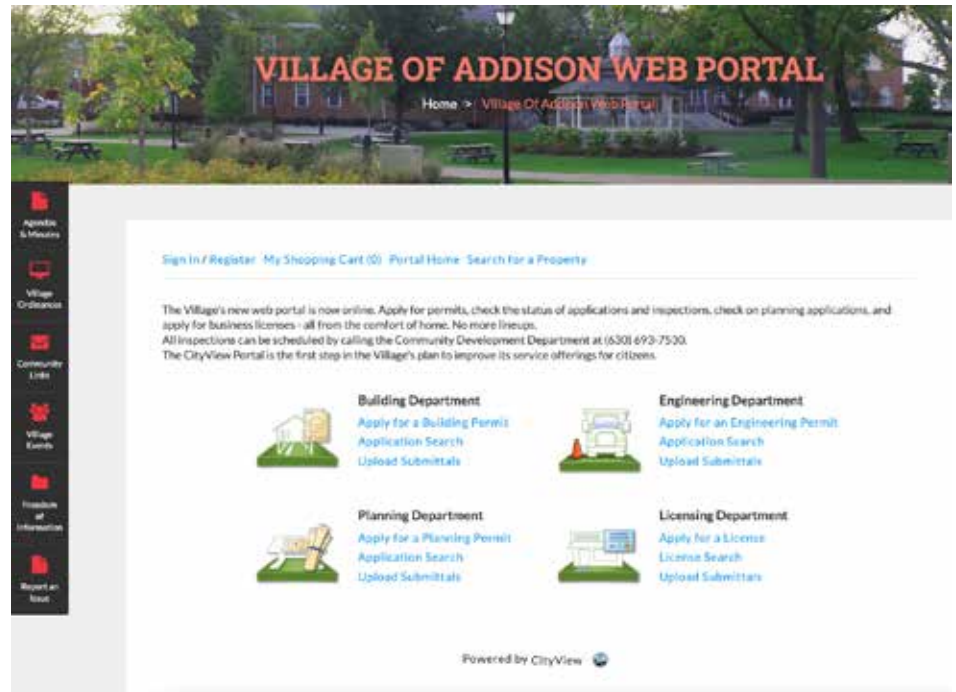 VILLAGE OF ADDISON WEB PORTAL
Home > Village Of Addison Web Portal
Agendas
& Minutes
Village
Ordinances
Community
Links
Village
Events
Freedom
of
Information
Report an
Issue
Sign In / Register My Shopping Cart (0) Portal Home Search for a Property
The Village's new web portal is now online. Apply for permits, check the status of applications and inspections, check on planning applications, and
apply for business licenses - all from the comfort of home. No more lineups.
All inspections can be scheduled by calling the Community Development Department at (630) 693-7530.
The CityView Portal is the first step in the Village's plan to improve its service offerings for citizens.
Building Department
Apply for a Building Permit
Application Search
Upload Submittals
Engineering Department
Apply for an Engineering Permit
Application Search
Upload Submittals
Planning Department
Apply for a Planning Permit
Application Search
Upload Submittals
Licensing Department
Apply for a License
License Search
Upload Submittals
Powered by CityView